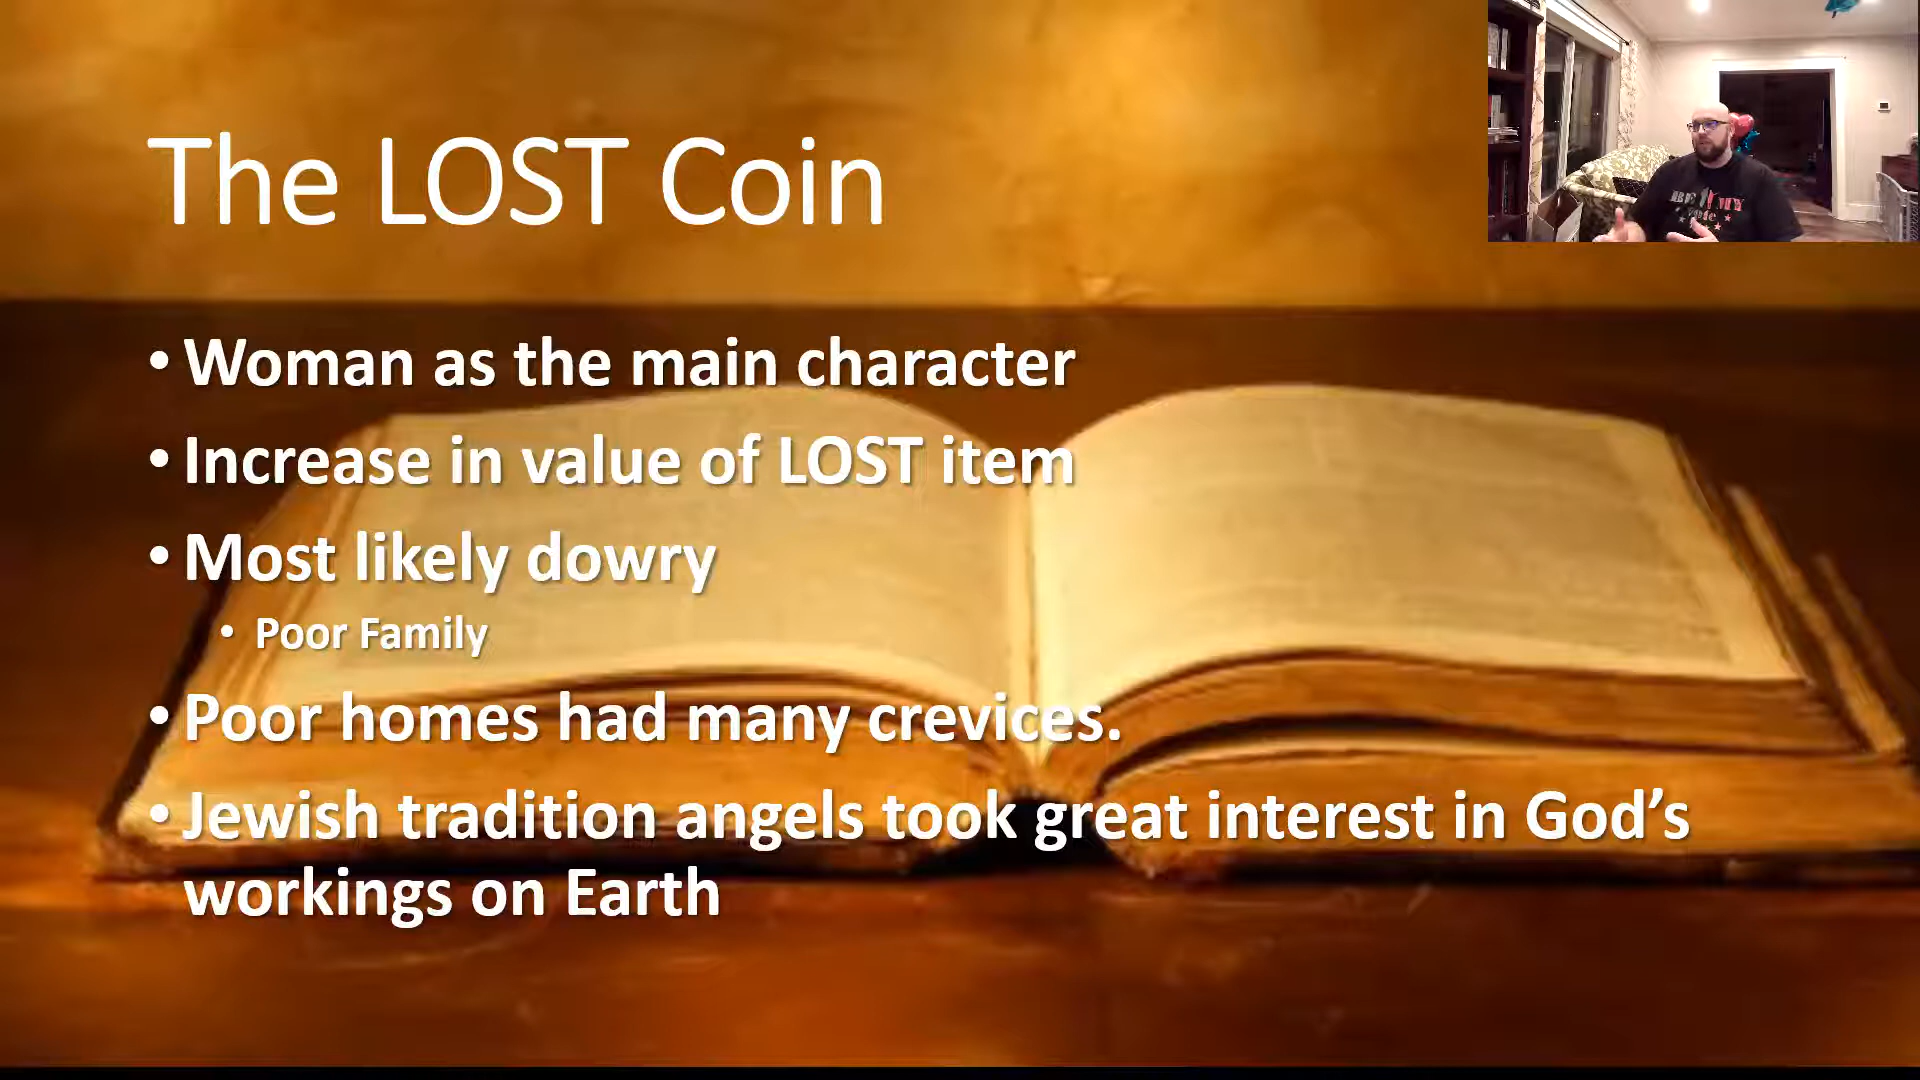 The LOST Coin
• Woman as the main character
• Increase in value of LOST item
• Most likely dowry
• Poor Family
• Poor homes had many crevices.
• Jewish tradition angels took great interest in God’s
workings on Earth